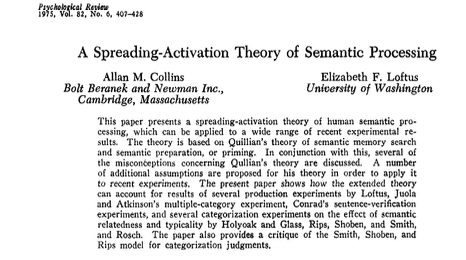 Psychological Review
1975, Vol. 82, No. 6, 407-428
A Spreading-Activation Theory of Semantic Processing
Allan M. Collins Elizabeth F. Loftus
Bolt Beranek and Newman Inc., University of Washington
Cambridge, Massachusetts
This paper presents a spreading-activation theory of human semantic pro-
cessing, which can be applied to a wide range of recent experimental re-
sults. The theory is based on Quillian's theory of semantic memory search
and semantic preparation, or priming. In conjunction with this, several of
the misconceptions concerning Qullian's theory are discussed. A number
of additional assumptions are proposed for his theory in order to apply it
to recent experiments. The present paper shows how the extended theory
can account for results of several production experiments by Loftus, Juola
and Atkinson's multiple-category experiment, Conrad's sentence-verification
experiments, and several categorization experiments on the effect of semantic
relatedness and typicality by Holyoak and Glass, Rips, Shoben, and Smith,
and Rosch. The paper also provides a critique of the Smith, Shoben, and
Rips model for categorization judgments.